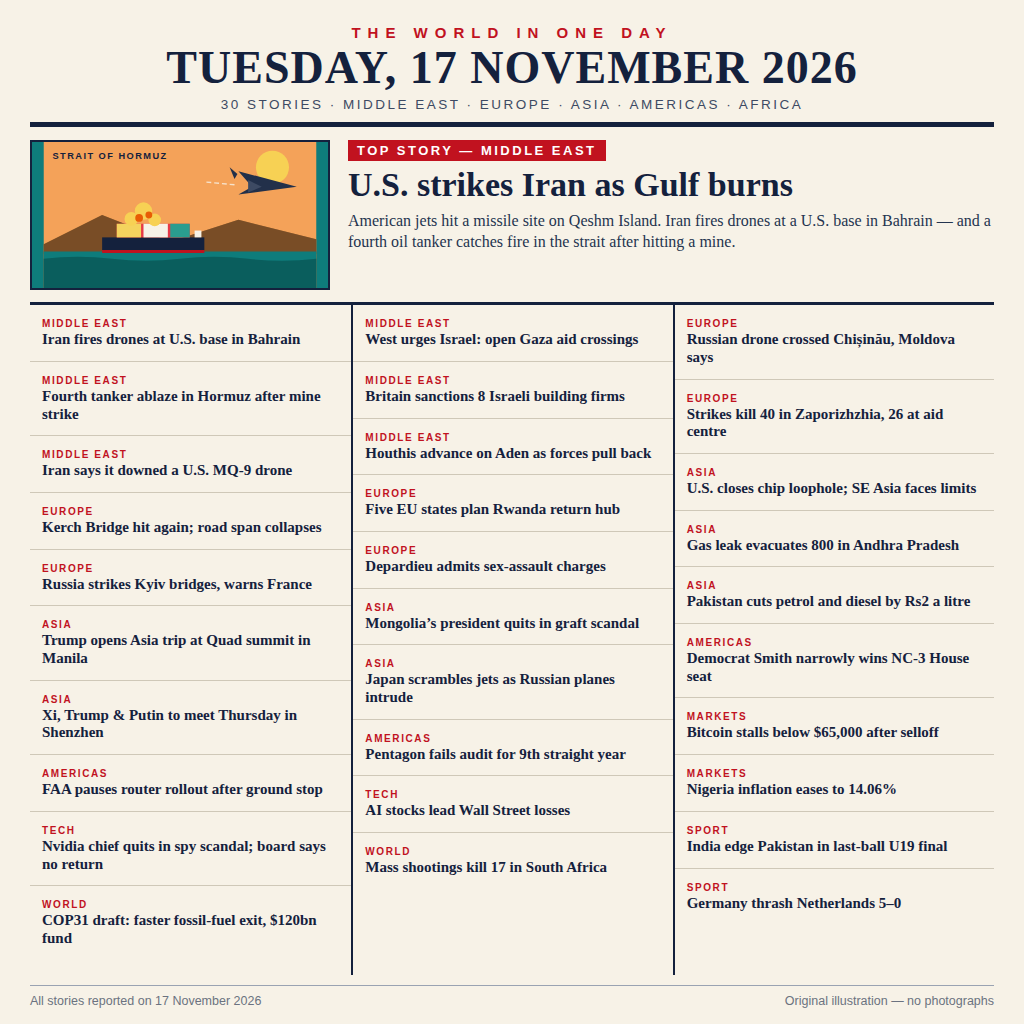 THE WORLD IN ONE DAY
TUESDAY, 17 NOVEMBER 2026
30 STORIES · MIDDLE EAST · EUROPE · ASIA · AMERICAS · AFRICA
STRAIT OF HORMUZ
TOP STORY — MIDDLE EAST
U.S. strikes Iran as Gulf burns
American jets hit a missile site on Qeshm Island. Iran fires drones at a U.S. base in Bahrain — and a
fourth oil tanker catches fire in the strait after hitting a mine.
MIDDLE EAST
Iran fires drones at U.S. base in Bahrain
MIDDLE EAST
Fourth tanker ablaze in Hormuz after mine
strike
MIDDLE EAST
Iran says it downed a U.S. MQ-9 drone
EUROPE
Kerch Bridge hit again; road span collapses
EUROPE
Russia strikes Kyiv bridges, warns France
ASIA
Trump opens Asia trip at Quad summit in
Manila
ASIA
Xi, Trump & Putin to meet Thursday in
Shenzhen
AMERICAS
FAA pauses router rollout after ground stop
TECH
Nvidia chief quits in spy scandal; board says
no return
WORLD
COP31 draft: faster fossil-fuel exit, $120bn
fund
MIDDLE EAST
West urges Israel: open Gaza aid crossings
MIDDLE EAST
Britain sanctions 8 Israeli building firms
MIDDLE EAST
Houthis advance on Aden as forces pull back
EUROPE
Five EU states plan Rwanda return hub
EUROPE
Depardieu admits sex-assault charges
ASIA
Mongolia’s president quits in graft scandal
ASIA
Japan scrambles jets as Russian planes
intrude
AMERICAS
Pentagon fails audit for 9th straight year
TECH
AI stocks lead Wall Street losses
WORLD
Mass shootings kill 17 in South Africa
EUROPE
Russian drone crossed Chișinău, Moldova
says
EUROPE
Strikes kill 40 in Zaporizhzhia, 26 at aid
centre
ASIA
U.S. closes chip loophole; SE Asia faces limits
ASIA
Gas leak evacuates 800 in Andhra Pradesh
ASIA
Pakistan cuts petrol and diesel by Rs2 a litre
AMERICAS
Democrat Smith narrowly wins NC-3 House
seat
MARKETS
Bitcoin stalls below $65,000 after selloff
MARKETS
Nigeria inflation eases to 14.06%
SPORT
India edge Pakistan in last-ball U19 final
SPORT
Germany thrash Netherlands 5–0
All stories reported on 17 November 2026
Original illustration — no photographs